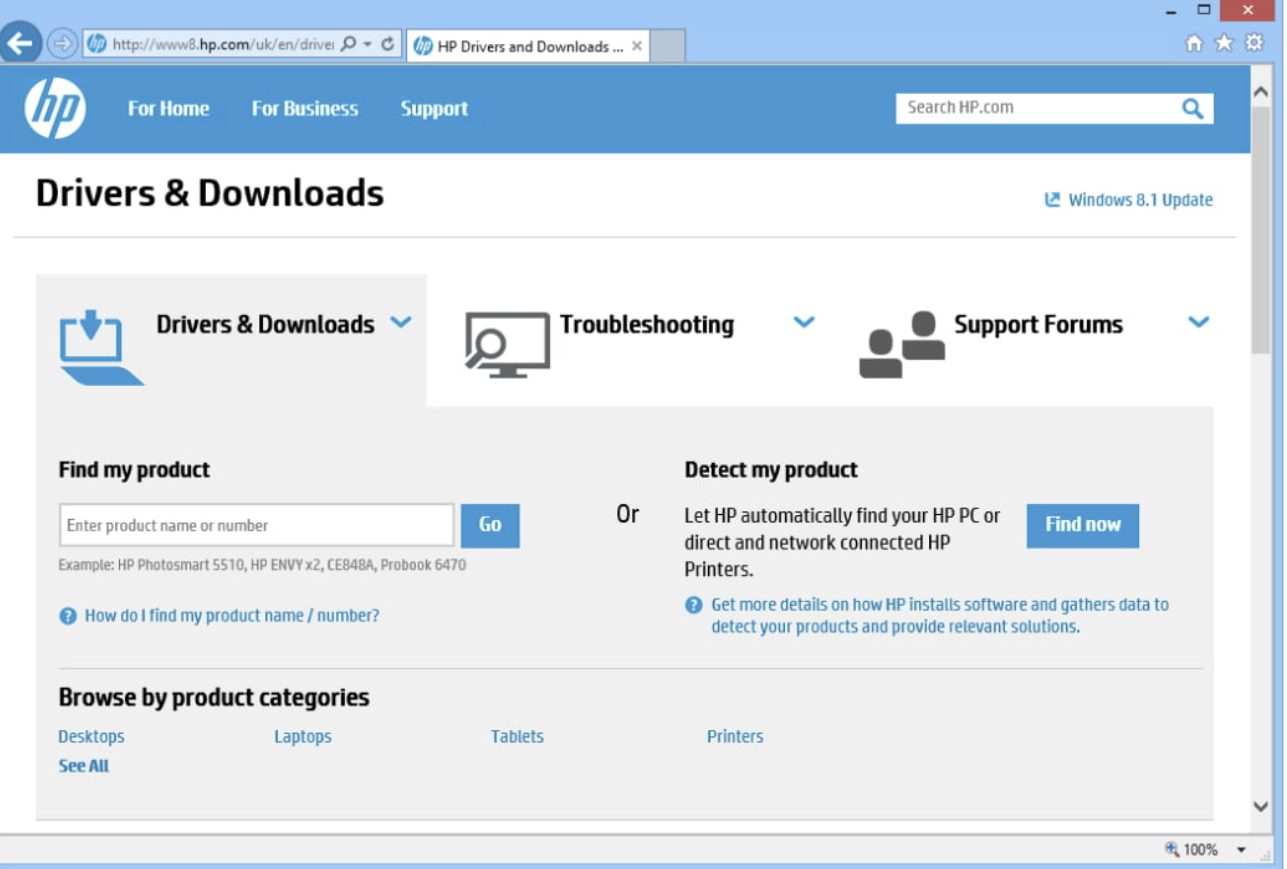 http://www8.hp.com/uk/en/drive
HP Drivers and Downloads ...
hp
For Home
For Business
Support
Search HP.com
Drivers & Downloads
Windows 8.1 Update
Drivers & Downloads
Troubleshooting
Support Forums
Find my product
Enter product name or number
Go
Example: HP Photosmart 5510, HP ENVY x2, CE848A, Probook 6470
How do I find my product name / number?
Or
Detect my product
Let HP automatically find your HP PC or
direct and network connected HP
Printers.
Find now
Get more details on how HP installs software and gathers data to
detect your products and provide relevant solutions.
Browse by product categories
Desktops
Laptops
Tablets
Printers
See All
100%